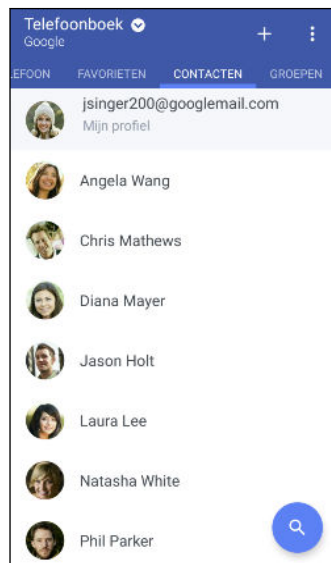 Telefoonboek
Google
LEFOON FAVORIETEN CONTACTEN GROEPEN
jsinger200@googlemail.com
Mijn profiel
Angela Wang
Chris Mathews
Diana Mayer
Jason Holt
Laura Lee
Natasha White
Phil Parker